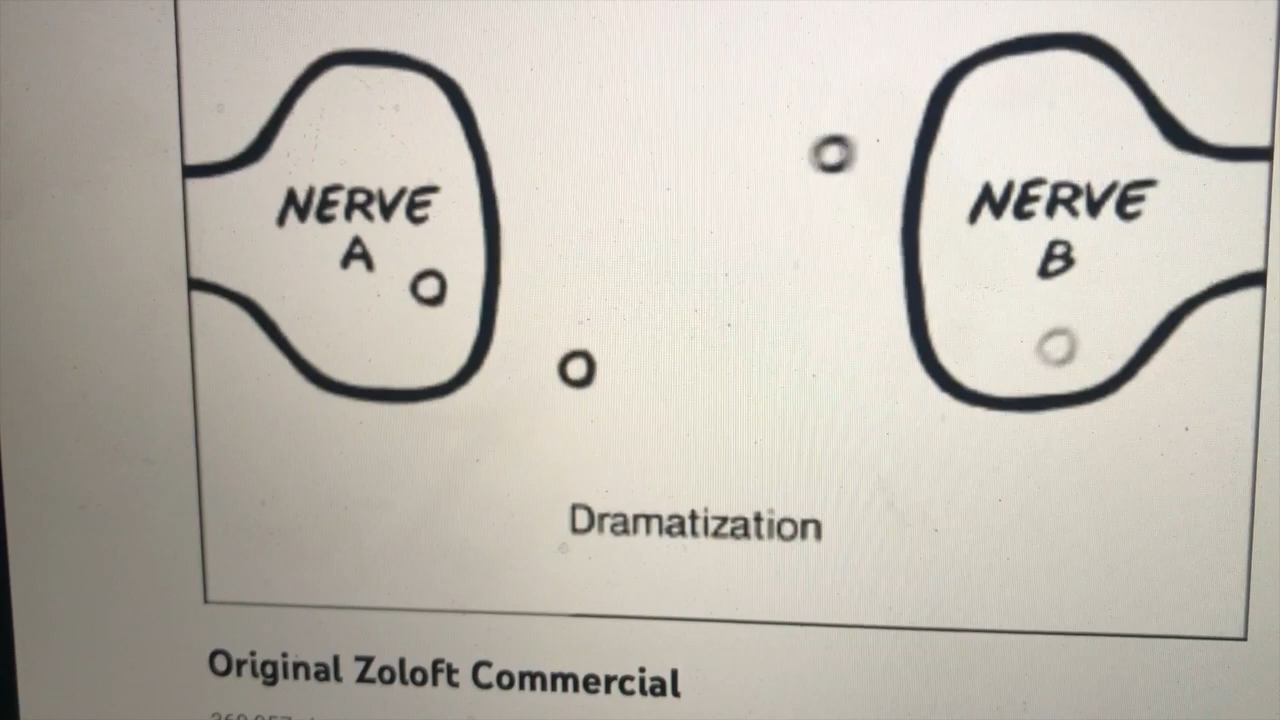 NERVE
A
NERVE
B
Dramatization
Original Zoloft Commercial